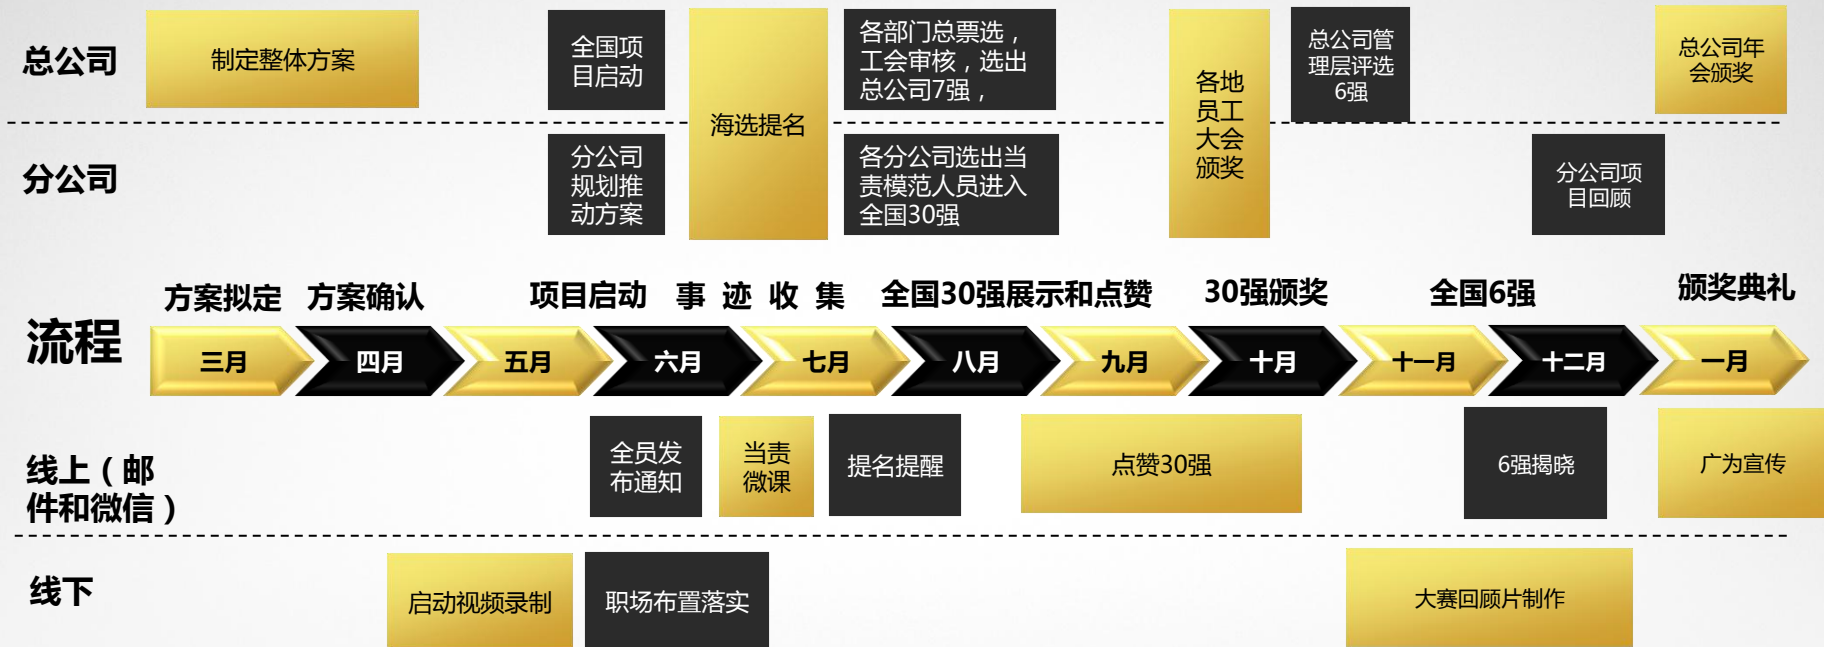 总公司
制定整体方案
全国项
目启动
海选提名
各部门总票选，
工会审核，选出
总公司7强，
各地
员工
大会
颁奖
总公司管
理层评选
6强
总公司年
会颁奖
分公司
分公司
规划推
动方案
各分公司选出当
责模范人员进入
全国30强
分公司项
目回顾
流程
方案拟定
方案确认
项目启动
事 迹 收 集
全国30强展示和点赞
30强颁奖
全国6强
颁奖典礼
三月
四月
五月
六月
七月
八月
九月
十月
十一月
十二月
一月
线上（邮
件和微信）
全员发
布通知
当责
微课
提名提醒
点赞30强
6强揭晓
广为宣传
线下
启动视频录制
职场布置落实
大赛回顾片制作